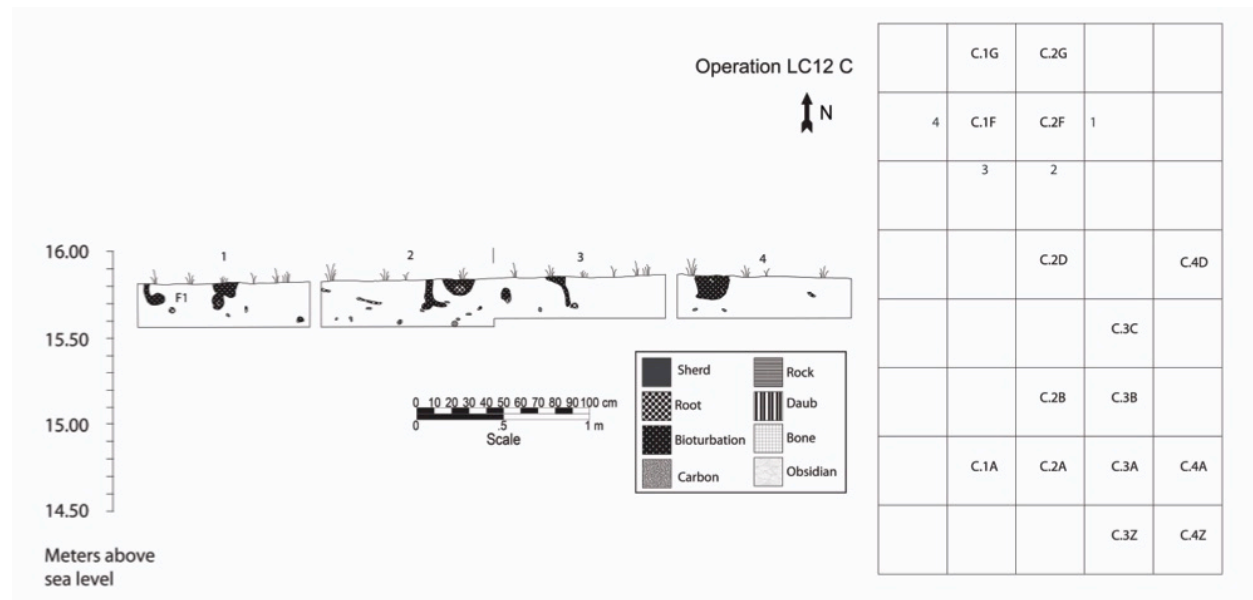 Operation LC12 C
N
C.1G C.2G
4 C.1F C.2F 1
3 2
C.2D C.4D
C.3C
C.2B C.3B
C.1A C.2A C.3A C.4A
C.3Z C.4Z
16.00
15.50
15.00
14.50
Meters above
sea level
1 2 3 4
F1
0 10 20 30 40 50 60 70 80 90 100 cm
0 .5 1 m
Scale
Sherd
Root
Bioturbation
Carbon
Rock
Daub
Bone
Obsidian